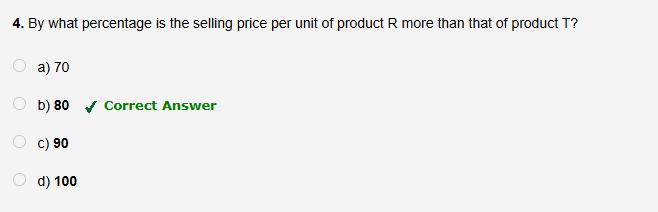 4. By what percentage is the selling price per unit of product R more than that of product T?
a) 70
b) 80 ✓ Correct Answer
c) 90
d) 100